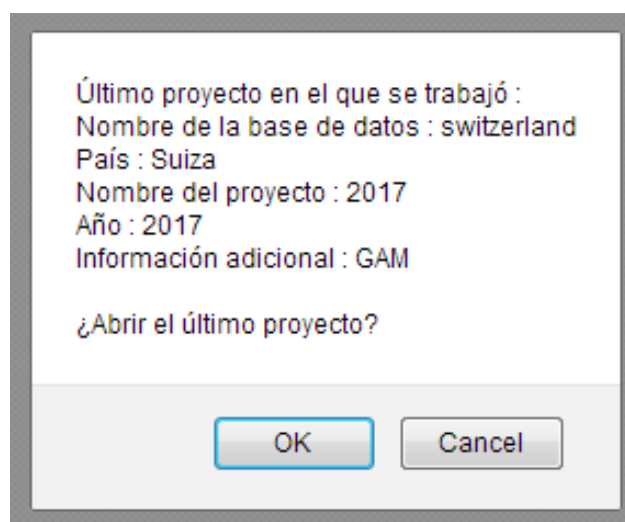 Último proyecto en el que se trabajó :
Nombre de la base de datos : switzerland
País : Suiza
Nombre del proyecto : 2017
Año : 2017
Información adicional : GAM
¿Abrir el último proyecto?
OK Cancel